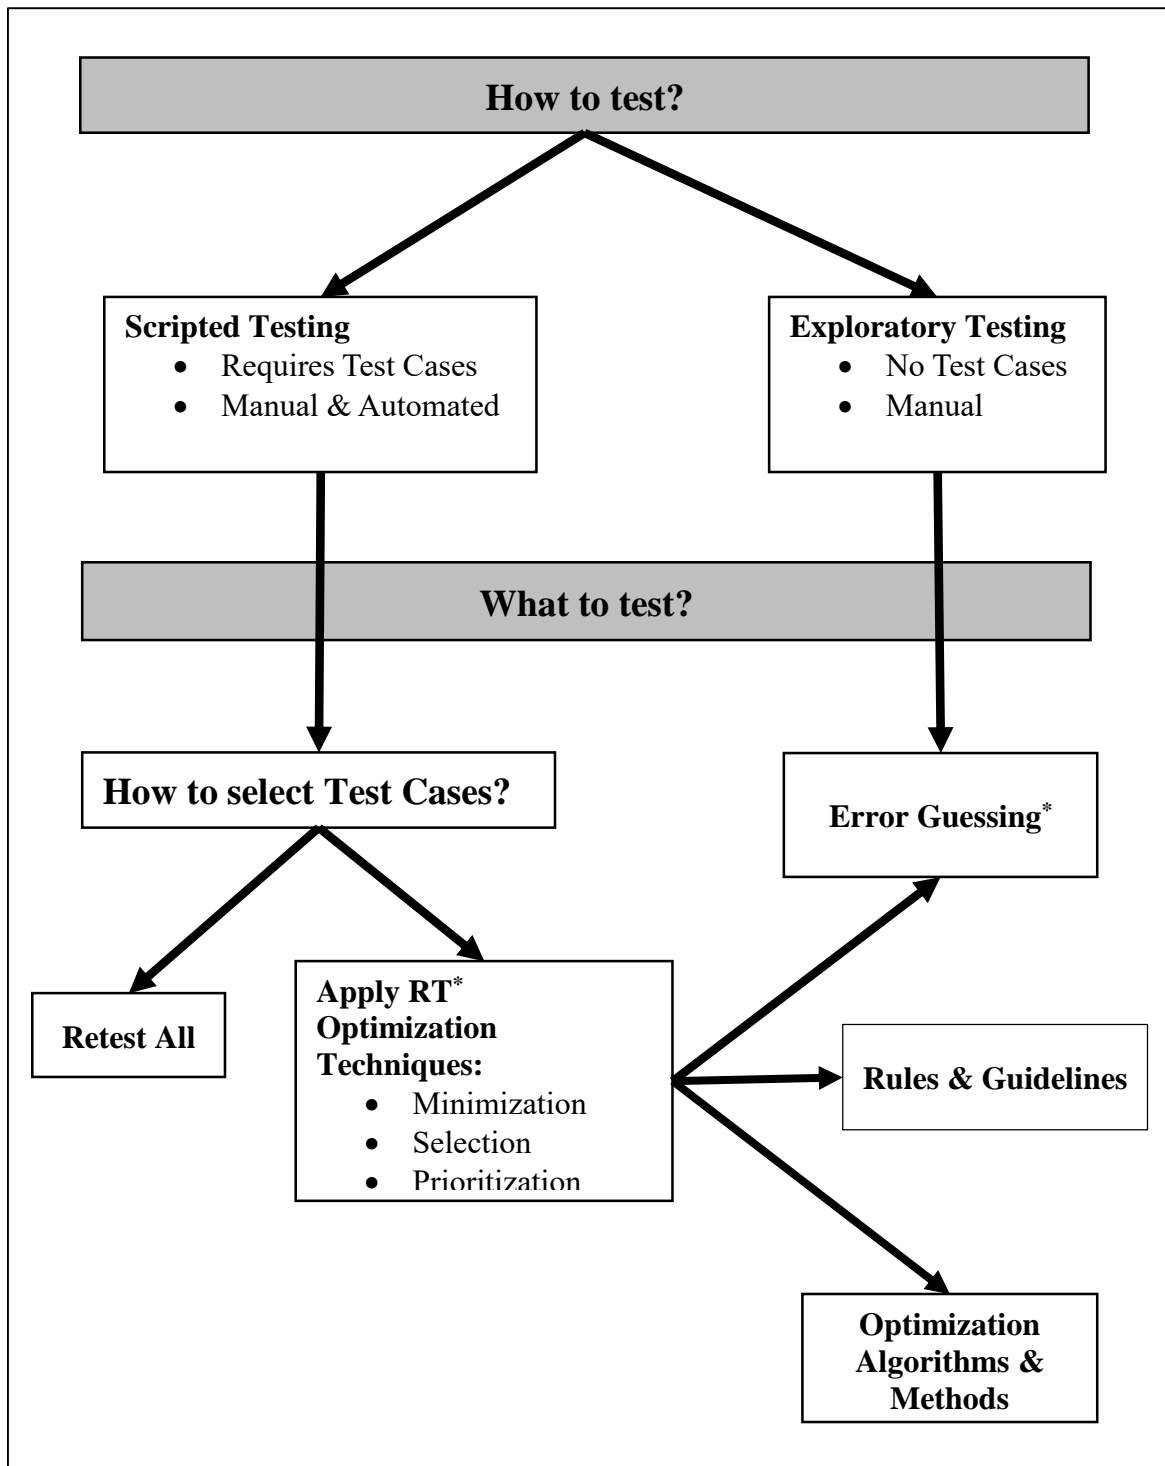 How to test?
Scripted Testing
• Requires Test Cases
• Manual & Automated
Exploratory Testing
• No Test Cases
• Manual
What to test?
How to select Test Cases?
Error Guessing*
Retest All
Apply RT*
Optimization
Techniques:
• Minimization
• Selection
• Prioritization
Rules & Guidelines
Optimization
Algorithms &
Methods